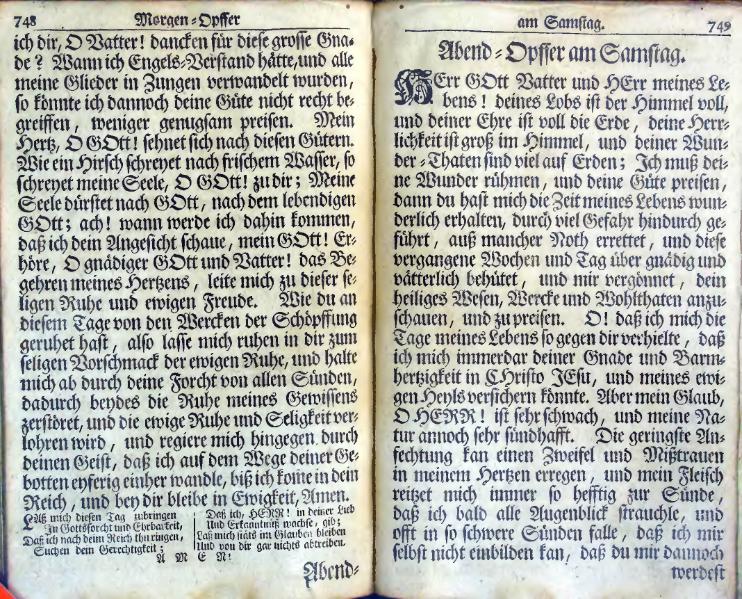 748
Morgen-Opffer
ich dir, O Vatter! dancken für diese grosse Gna-
de? Wann ich Engels-Verstand hätte, und alle
meine Glieder in Zungen verwandelt wurden,
so könnte ich dannoch deine Güte nicht recht be-
greiffen, weniger genugsam preisen. Mein
Hertz, O GOtt! sehnet sich nach diesen Gütern.
Wie ein Hirsch schreyet nach frischem Wasser, so
schreyet meine Seele, O GOtt! zu dir; Meine
Seele dürstet nach GOtt, nach dem lebendigen
GOtt; ach! wann werde ich dahin kommen,
daß ich dein Angesicht schaue, mein GOtt! Er-
höre, O gnädiger GOtt und Vatter! das Be-
gehren meines Hertzens, leite mich zu dieser se-
ligen Ruhe und ewigen Freude. Wie du an
diesem Tage von den Wercken der Schöpffung
geruhet hast, also lasse mich ruhen in dir zum
seligen Vorschmack der ewigen Ruhe, und halte
mich ab durch deine Forcht von allen Sünden,
dadurch beydes die Ruhe meines Gewissens
zerstöret, und die ewige Ruhe und Seligkeit ver-
lohren wird, und regiere mich hingegen durch
deinen Geist, daß ich auf dem Wege deiner Ge-
botten eyferig einher wandle, biß ich kome in dein
Reich, und bey dir bleibe in Ewigkeit, Amen.
Laß mich diesen Tag zubringen
In Gottsforcht und Ehrbarkeit,
Daß ich nach deim Reich thu ringen,
Suchen dein Gerechtigkeit;
Daß ich, HERR! in deiner Lieb
Und Erkanntnuß wachse, gib;
Laß mich stäts im Glauben bleiben
Und von dir gar nichts abtreiben.
A M E N!
Abend-
am Samstag.
749
Abend-Opffer am Samstag.
HErr GOtt Vatter und HErr meines Le-
bens! deines Lobs ist der Himmel voll,
und deiner Ehre ist voll die Erde, deine Herr-
lichkeit ist groß im Himmel, und deiner Wun-
der-Thaten sind viel auf Erden; Ich muß dei-
ne Wunder rühmen, und deine Güte preisen,
dann du hast mich die Zeit meines Lebens wun-
derlich erhalten, durch viel Gefahr hindurch ge-
führt, auß mancher Noth errettet, und diese
vergangene Wochen und Tag über gnädig und
vätterlich behütet, und mir vergönnet, dein
heiliges Wesen, Wercke und Wohlthaten anzu-
schauen, und zu preisen. O! daß ich mich die
Tage meines Lebens so gegen dir verhielte, daß
ich mich immerdar deiner Gnade und Barm-
hertzigkeit in CHristo JEsu, und meines ewi-
gen Heyls versichern könnte. Aber mein Glaub,
O HERR! ist sehr schwach, und meine Na-
tur annoch sehr sündhafft. Die geringste An-
fechtung kan einen Zweifel und Mißtrauen
in meinem Hertzen erregen, und mein Fleisch
reitzet mich immer so hefftig zur Sünde,
daß ich bald alle Augenblick strauchle, und
offt in so schwere Sünden falle, daß ich mir
selbst nicht einbilden kan, daß du mir dannoch
werdest